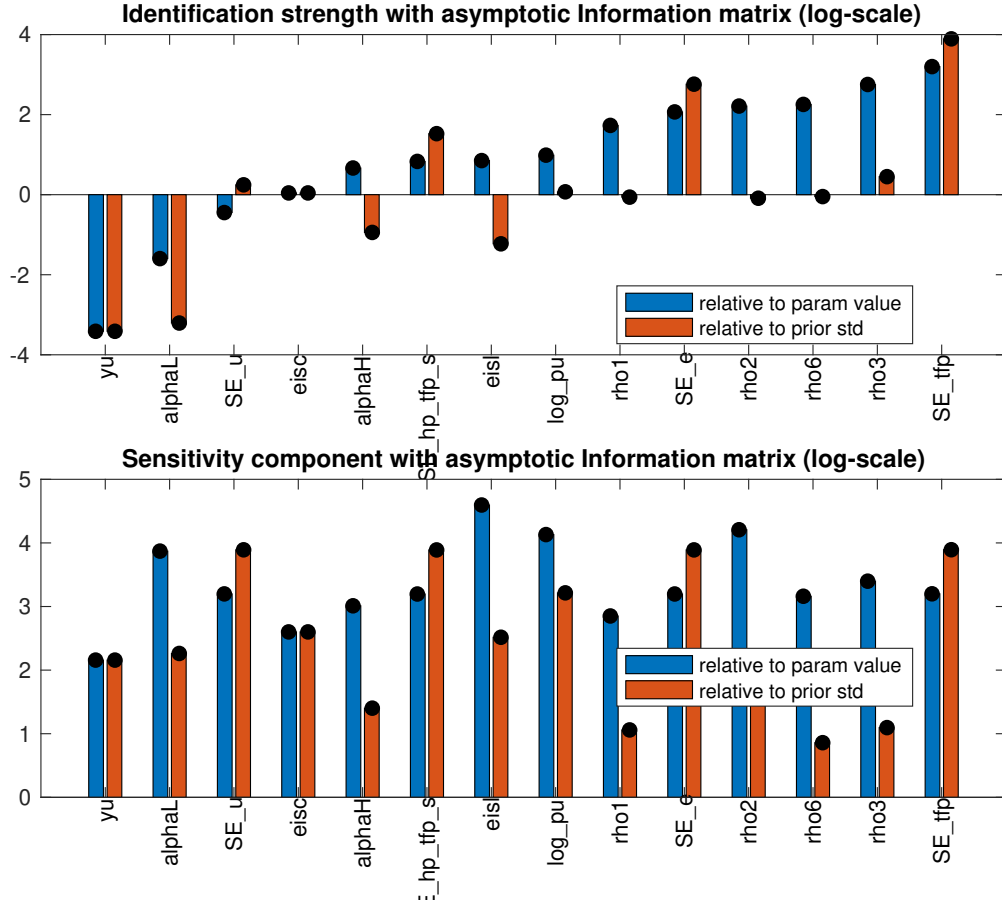 Identification strength with asymptotic Information matrix (log-scale)
4
2
0
-2
-4
relative to param value
relative to prior std
yu
alphaL
SE_u
eisc
alphaH
SE_hp_tfp_s
eisl
log_pu
rho1
SE_e
rho2
rho6
rho3
SE_tfp
Sensitivity component with asymptotic Information matrix (log-scale)
5
4
3
2
1
0
relative to param value
relative to prior std
yu
alphaL
SE_u
eisc
alphaH
E_hp_tfp_s
eisl
log_pu
rho1
SE_e
rho2
rho6
rho3
SE_tfp